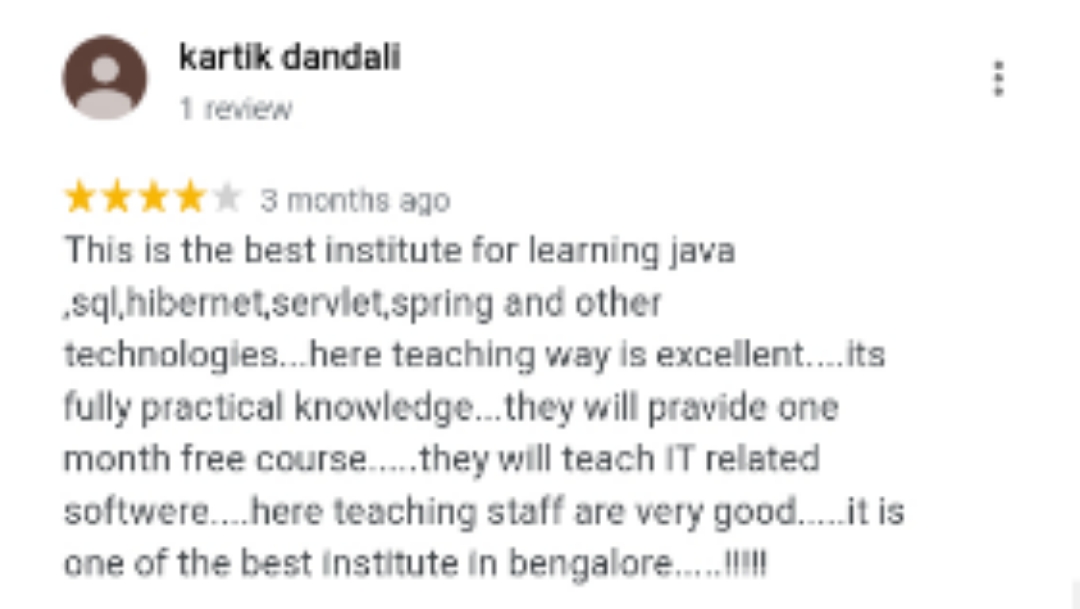 kartik dandali
1 review
3 months ago
This is the best institute for learning java
,sql,hibernet,servlet,spring and other
technologies...here teaching way is excellent....its
fully practical knowledge...they will pravide one
month free course.....they will teach IT related
softwere....here teaching staff are very good.....it is
one of the best institute in bengalore.....!!!!!